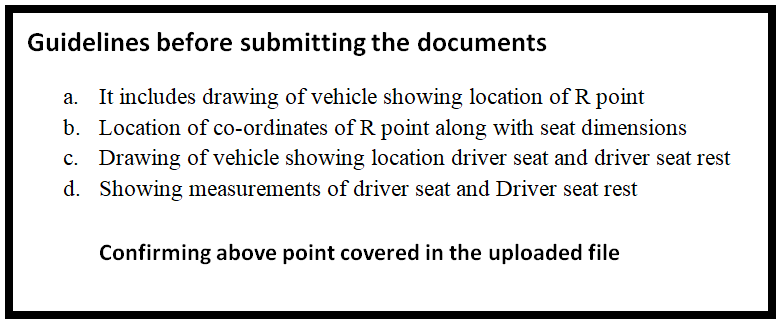 Guidelines before submitting the documents
a. It includes drawing of vehicle showing location of R point
b. Location of co-ordinates of R point along with seat dimensions
c. Drawing of vehicle showing location driver seat and driver seat rest
d. Showing measurements of driver seat and Driver seat rest
Confirming above point covered in the uploaded file